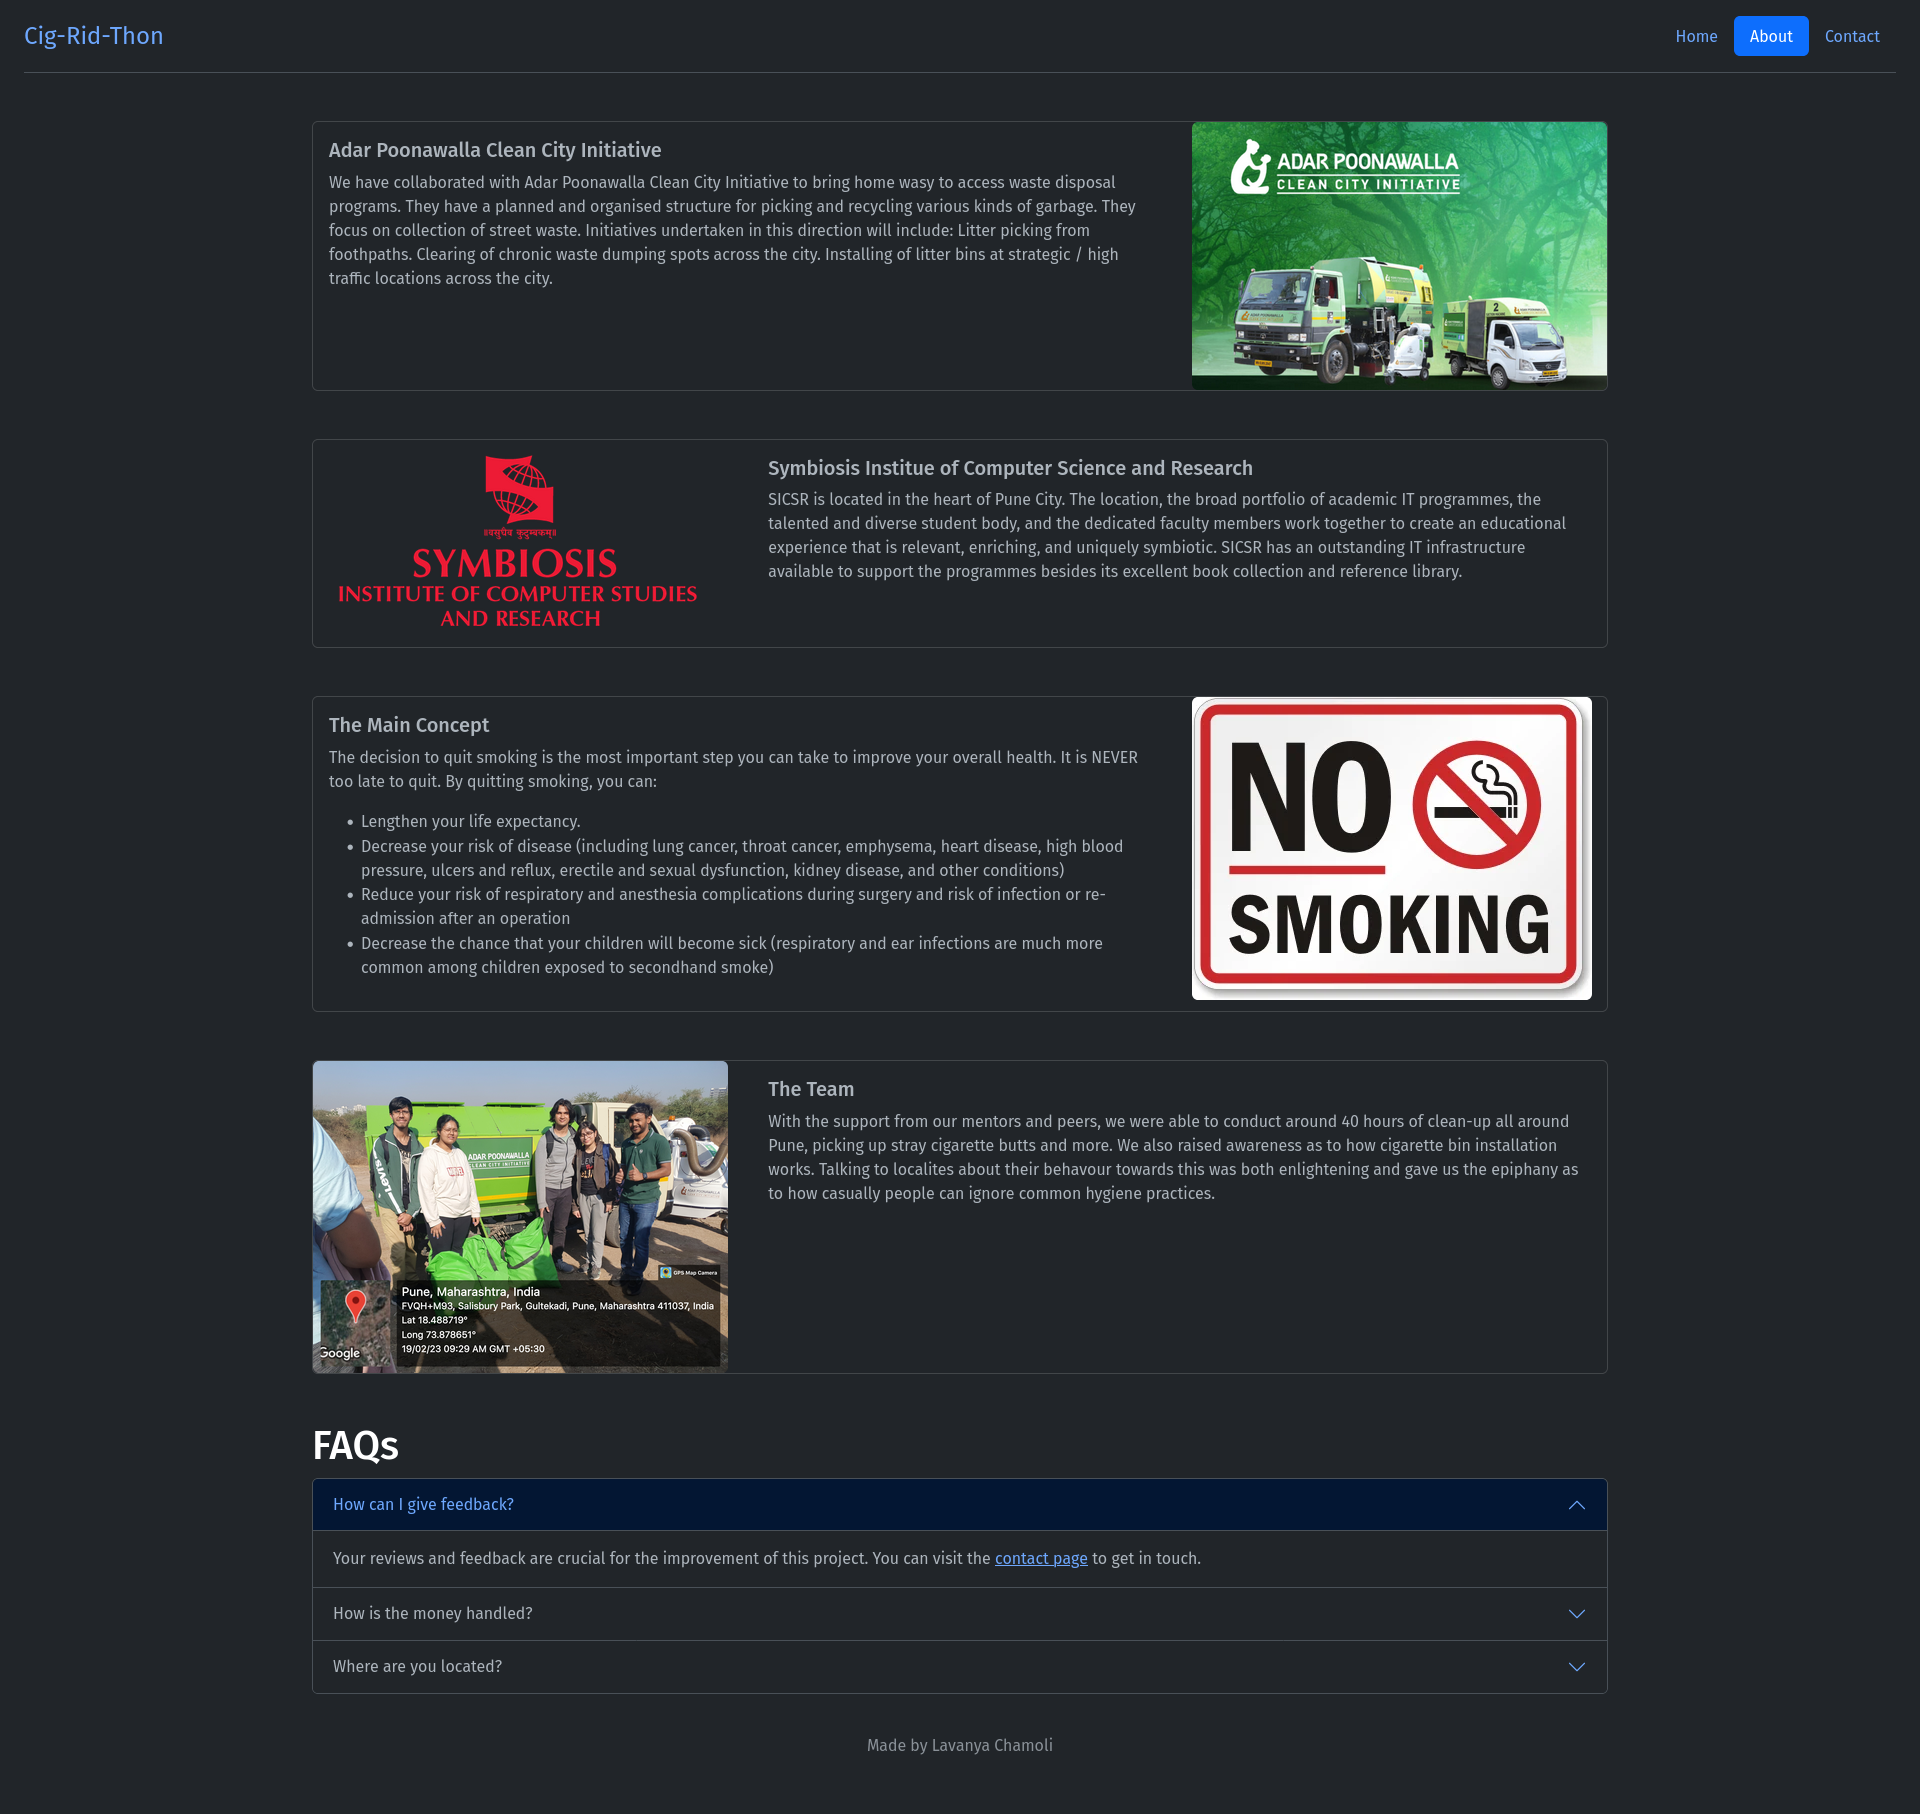 Cig-Rid-Thon
Home
About
Contact
Adar Poonawalla Clean City Initiative
We have collaborated with Adar Poonawalla Clean City Initiative to bring home wasy to access waste disposal
programs. They have a planned and organised structure for picking and recycling various kinds of garbage. They
focus on collection of street waste. Initiatives undertaken in this direction will include: Litter picking from
foothpaths. Clearing of chronic waste dumping spots across the city. Installing of litter bins at strategic / high
traffic locations across the city.
ADAR POONAWALLA
CLEAN CITY INITIATIVE
ADAR POONAWALLA
2
॥वसुधैव कुटुम्बकम्॥
SYMBIOSIS
INSTITUTE OF COMPUTER STUDIES
AND RESEARCH
Symbiosis Institue of Computer Science and Research
SICSR is located in the heart of Pune City. The location, the broad portfolio of academic IT programmes, the
talented and diverse student body, and the dedicated faculty members work together to create an educational
experience that is relevant, enriching, and uniquely symbiotic. SICSR has an outstanding IT infrastructure
available to support the programmes besides its excellent book collection and reference library.
The Main Concept
The decision to quit smoking is the most important step you can take to improve your overall health. It is NEVER
too late to quit. By quitting smoking, you can:
• Lengthen your life expectancy.
• Decrease your risk of disease (including lung cancer, throat cancer, emphysema, heart disease, high blood
pressure, ulcers and reflux, erectile and sexual dysfunction, kidney disease, and other conditions)
• Reduce your risk of respiratory and anesthesia complications during surgery and risk of infection or re-
admission after an operation
• Decrease the chance that your children will become sick (respiratory and ear infections are much more
common among children exposed to secondhand smoke)
NO
SMOKING
Levi's
ADAR POONAWALLA
CLEAN CITY INITIATIVE
GPS Map Camera
Pune, Maharashtra, India
FVQH+M93, Salisbury Park, Gultekadi, Pune, Maharashtra 411037, India
Lat 18.488719°
Long 73.878651°
19/02/23 09:29 AM GMT +05:30
Google
The Team
With the support from our mentors and peers, we were able to conduct around 40 hours of clean-up all around
Pune, picking up stray cigarette butts and more. We also raised awareness as to how cigarette bin installation
works. Talking to localites about their behavour towards this was both enlightening and gave us the epiphany as
to how casually people can ignore common hygiene practices.
FAQs
How can I give feedback?
Your reviews and feedback are crucial for the improvement of this project. You can visit the contact page to get in touch.
How is the money handled?
Where are you located?
Made by Lavanya Chamoli